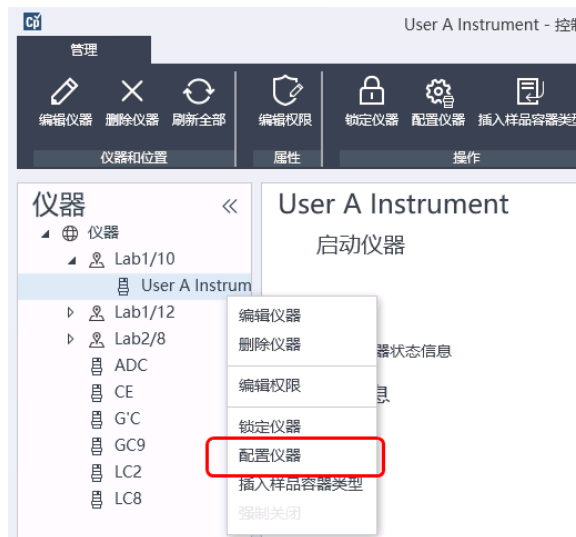 User A Instrument - 控制
管理
编辑仪器 删除仪器 刷新全部 编辑权限 锁定仪器 配置仪器 插入样品容器类型
仪器和位置 属性 操作
仪器 «
仪器
Lab1/10
User A Instrum
Lab1/12
Lab2/8
ADC
CE
G'C
GC9
LC2
LC8
User A Instrument
启动仪器
器状态信息
息
编辑仪器
删除仪器
编辑权限
锁定仪器
配置仪器
插入样品容器类型
强制关闭